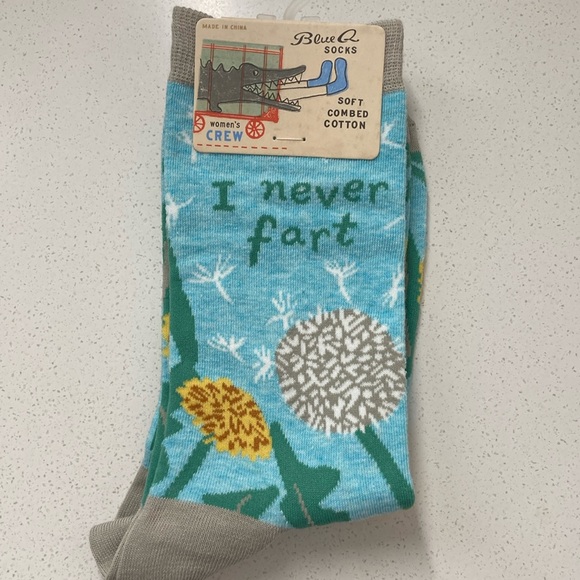 MADE IN CHINA
Blue Q
SOCKS
SOFT
COMBED
COTTON
women's
CREW
I never
fart